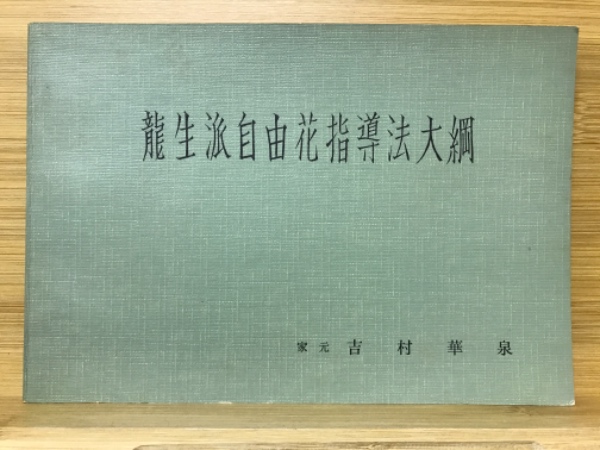 龍生派自由花指導法大綱
家元 吉村華泉